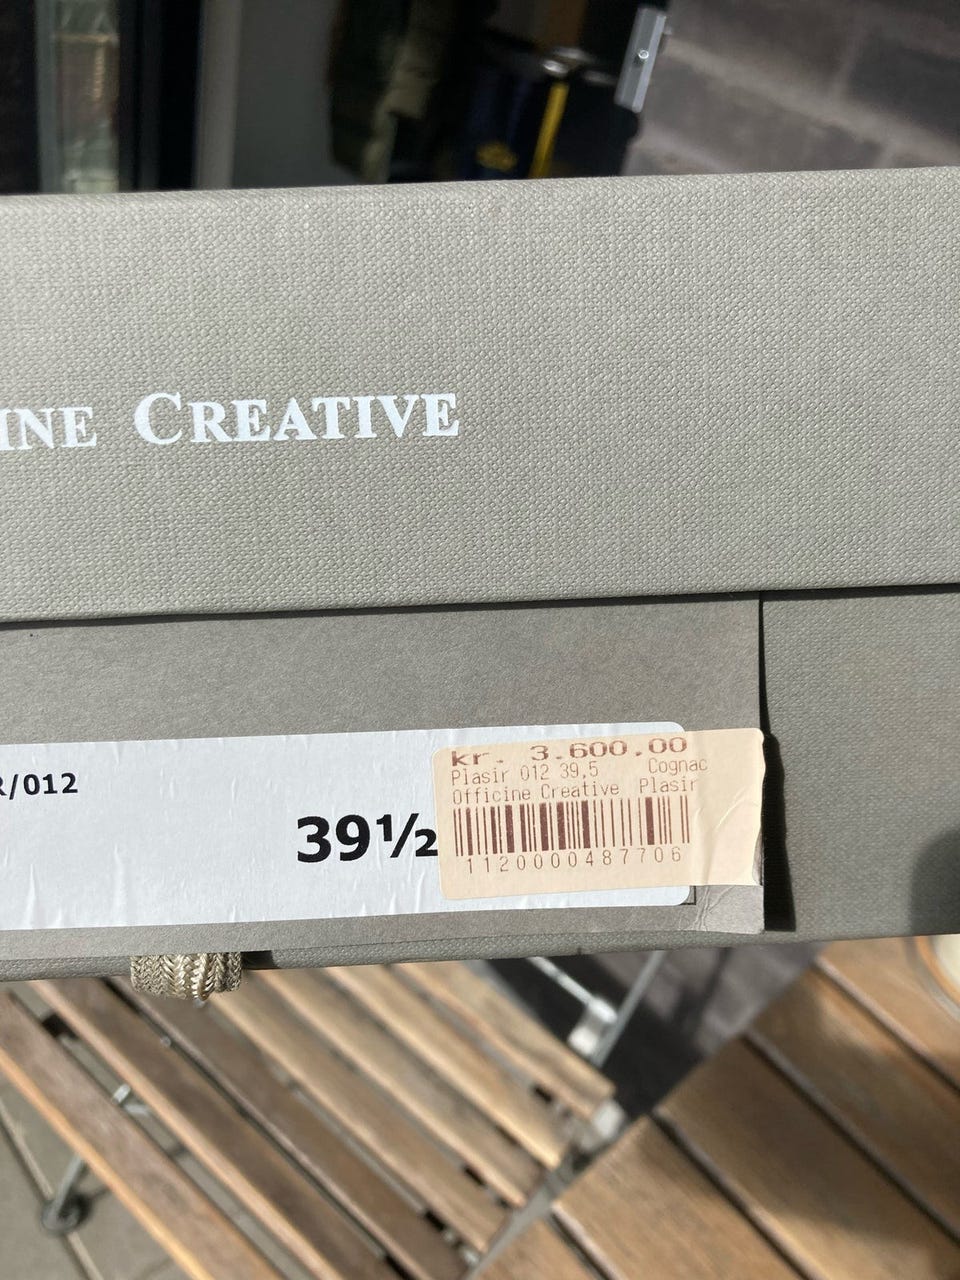 INE CREATIVE
R/012
39½
kr. 3.600.00
Plasir 012 39,5 Cognac
Officine Creative Plasir
1120000487706